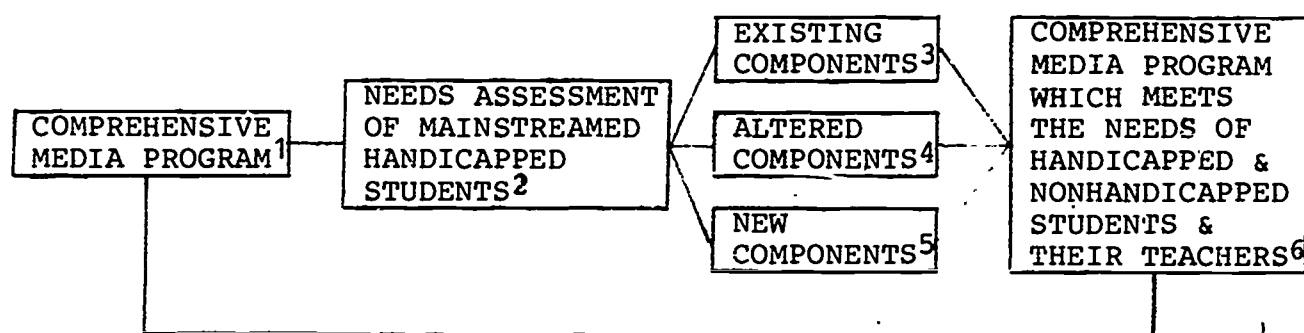 COMPREHENSIVE
MEDIA PROGRAM1
NEEDS ASSESSMENT
OF MAINSTREAMED
HANDICAPPED
STUDENTS2
EXISTING
COMPONENTS3
ALTERED
COMPONENTS4
NEW
COMPONENTS5
COMPREHENSIVE
MEDIA PROGRAM
WHICH MEETS
THE NEEDS OF
HANDICAPPED &
NONHANDICAPPED
STUDENTS &
THEIR TEACHERS6